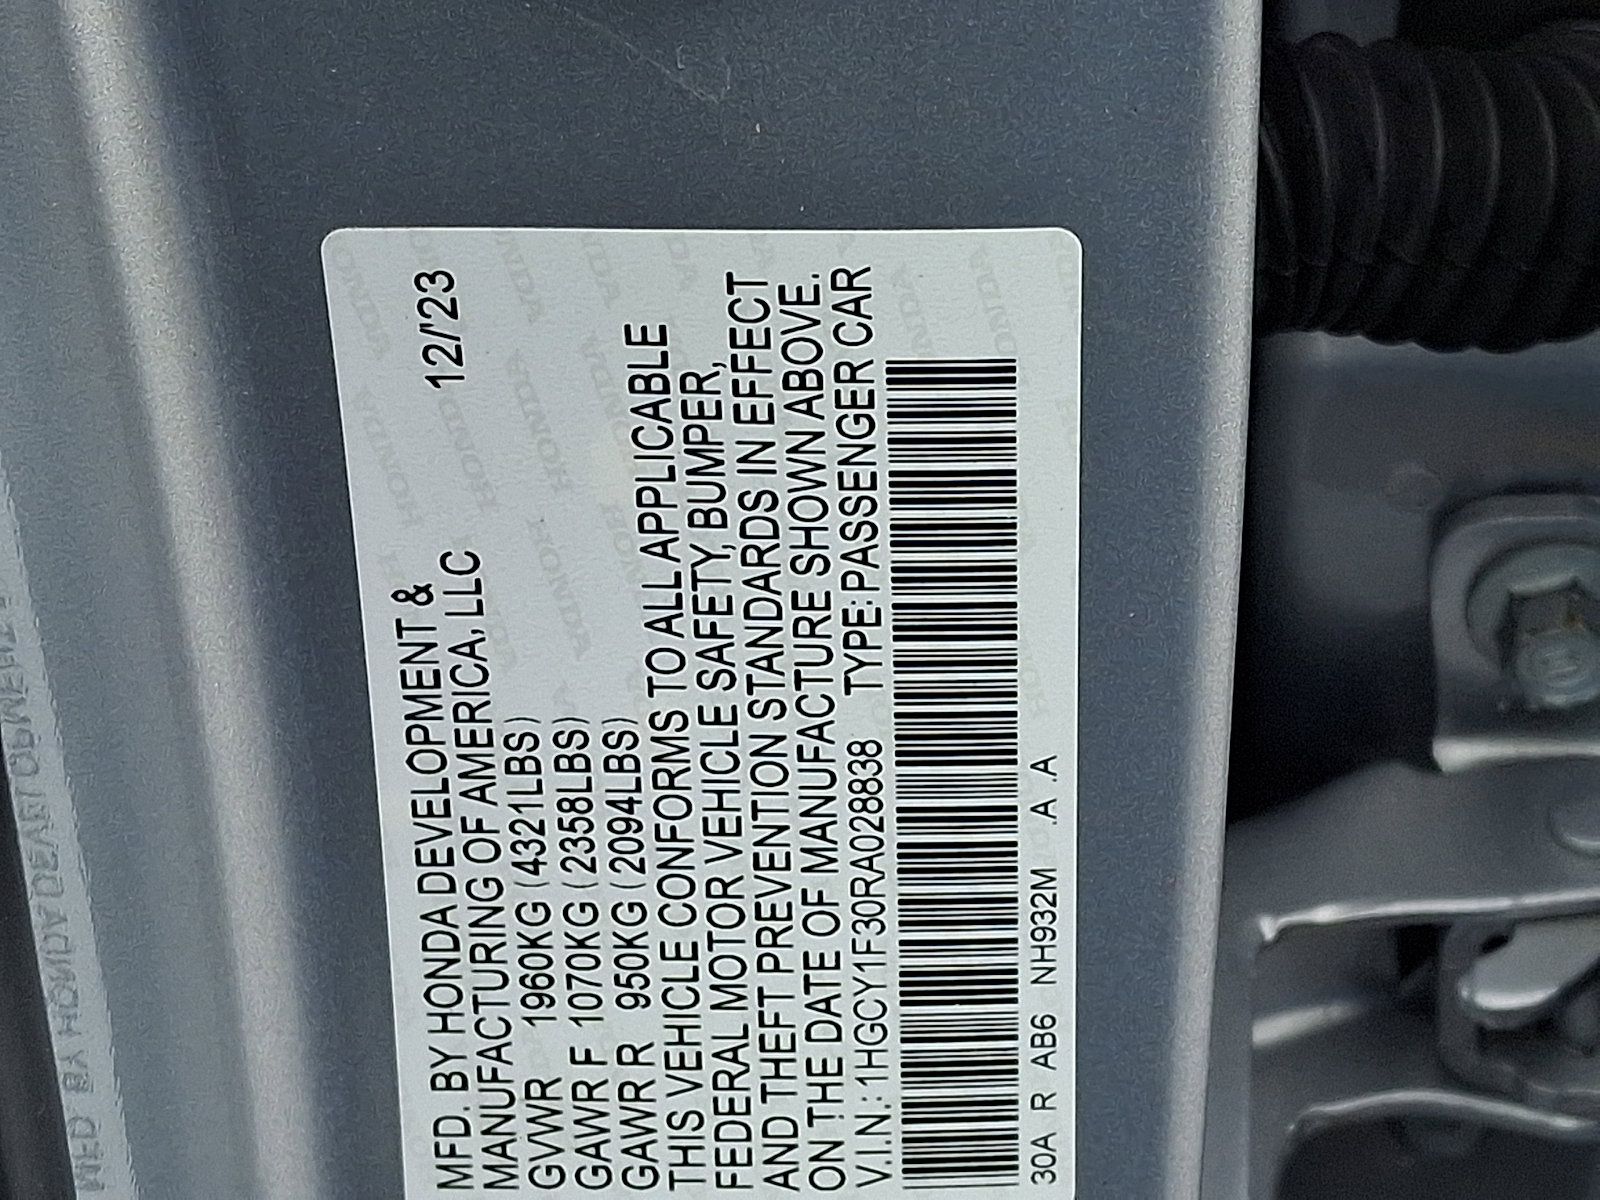 MFD. BY HONDA DEVELOPMENT &
MANUFACTURING OF AMERICA, LLC 12/'23
GVWR 1960KG (4321LBS)
GAWR F 1070KG (2358LBS)
GAWR R 950KG (2094LBS)
THIS VEHICLE CONFORMS TO ALL APPLICABLE
FEDERAL MOTOR VEHICLE SAFETY, BUMPER,
AND THEFT PREVENTION STANDARDS IN EFFECT
ON THE DATE OF MANUFACTURE SHOWN ABOVE.
V.I.N.: 1HGCY1F30RA028838 TYPE: PASSENGER CAR
30A R AB6 NH932M .A .A